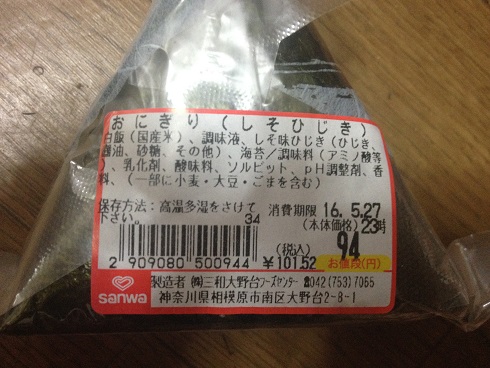 おにぎり(しそひじき)
白飯(国産米)、調味液、しそ味ひじき(ひじき、
醤油、砂糖、その他)、海苔/調味料(アミノ酸等
)、乳化剤、酸味料、ソルビット、pH調整剤、香
料、(一部に小麦・大豆・ごまを含む)
保存方法:高温多湿をさけて
下さい。 34
消費期限 16.5.27
(本体価格) 23時
94
(税込) ¥101.52 お値段(円)
2 909080 500944
sanwa
製造者 ㈱三和大野台フーズセンター ☎042(753)7055
神奈川県相模原市南区大野台2-8-1